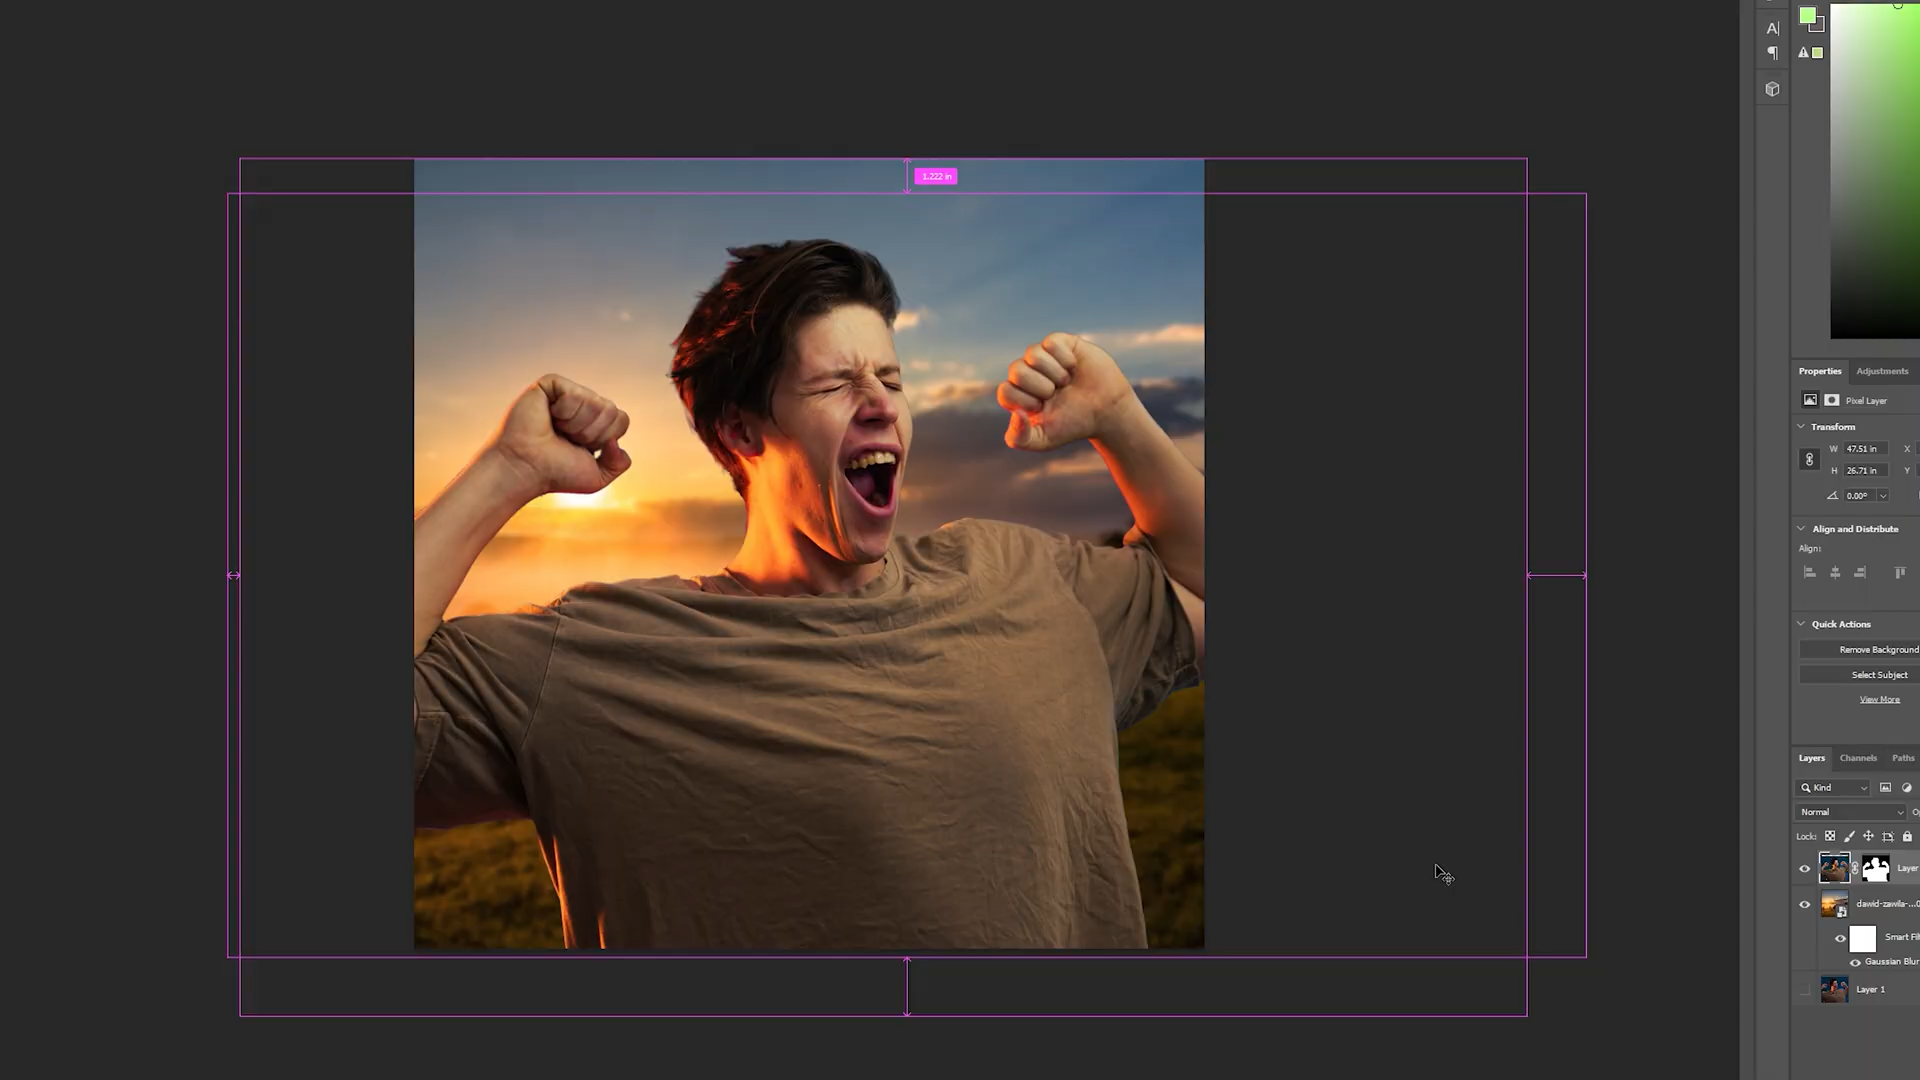 1.222 in
A|
Properties
Adjustments
Pixel Layer
Transform
W 47.51 in X
H 26.71 in Y
0.00°
Align and Distribute
Align:
Quick Actions
Remove Background
Select Subject
View More
Layers Channels Paths
Kind
Normal
Lock:
Layer
dawid-zawila-...0
Smart Fil
Gaussian Blur
Layer 1